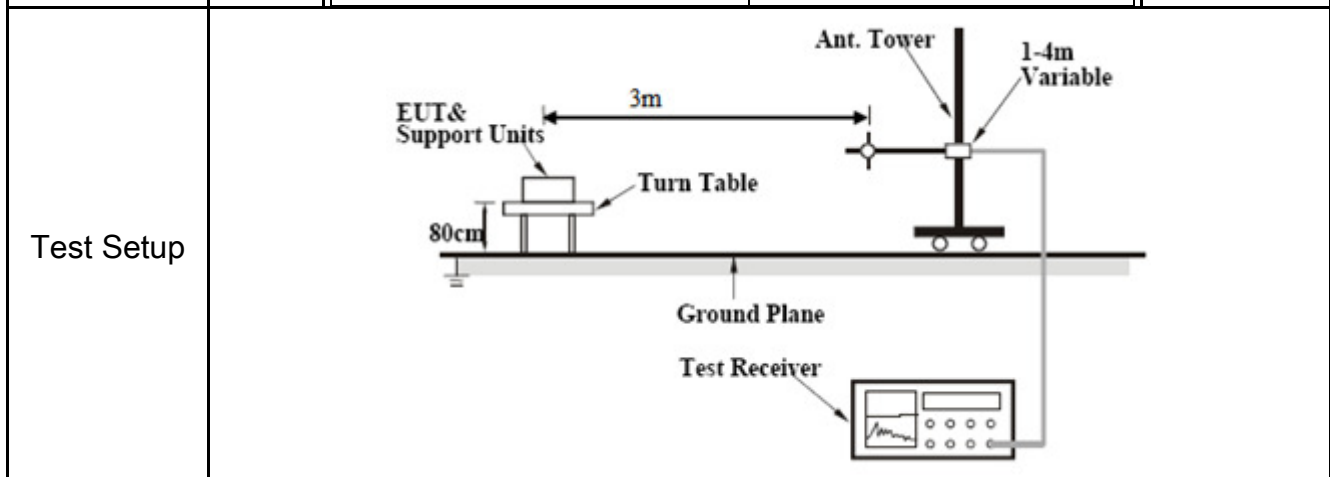 Test Setup
Ant. Tower
1-4m
Variable
3m
EUT&
Support Units
Turn Table
80cm
Ground Plane
Test Receiver